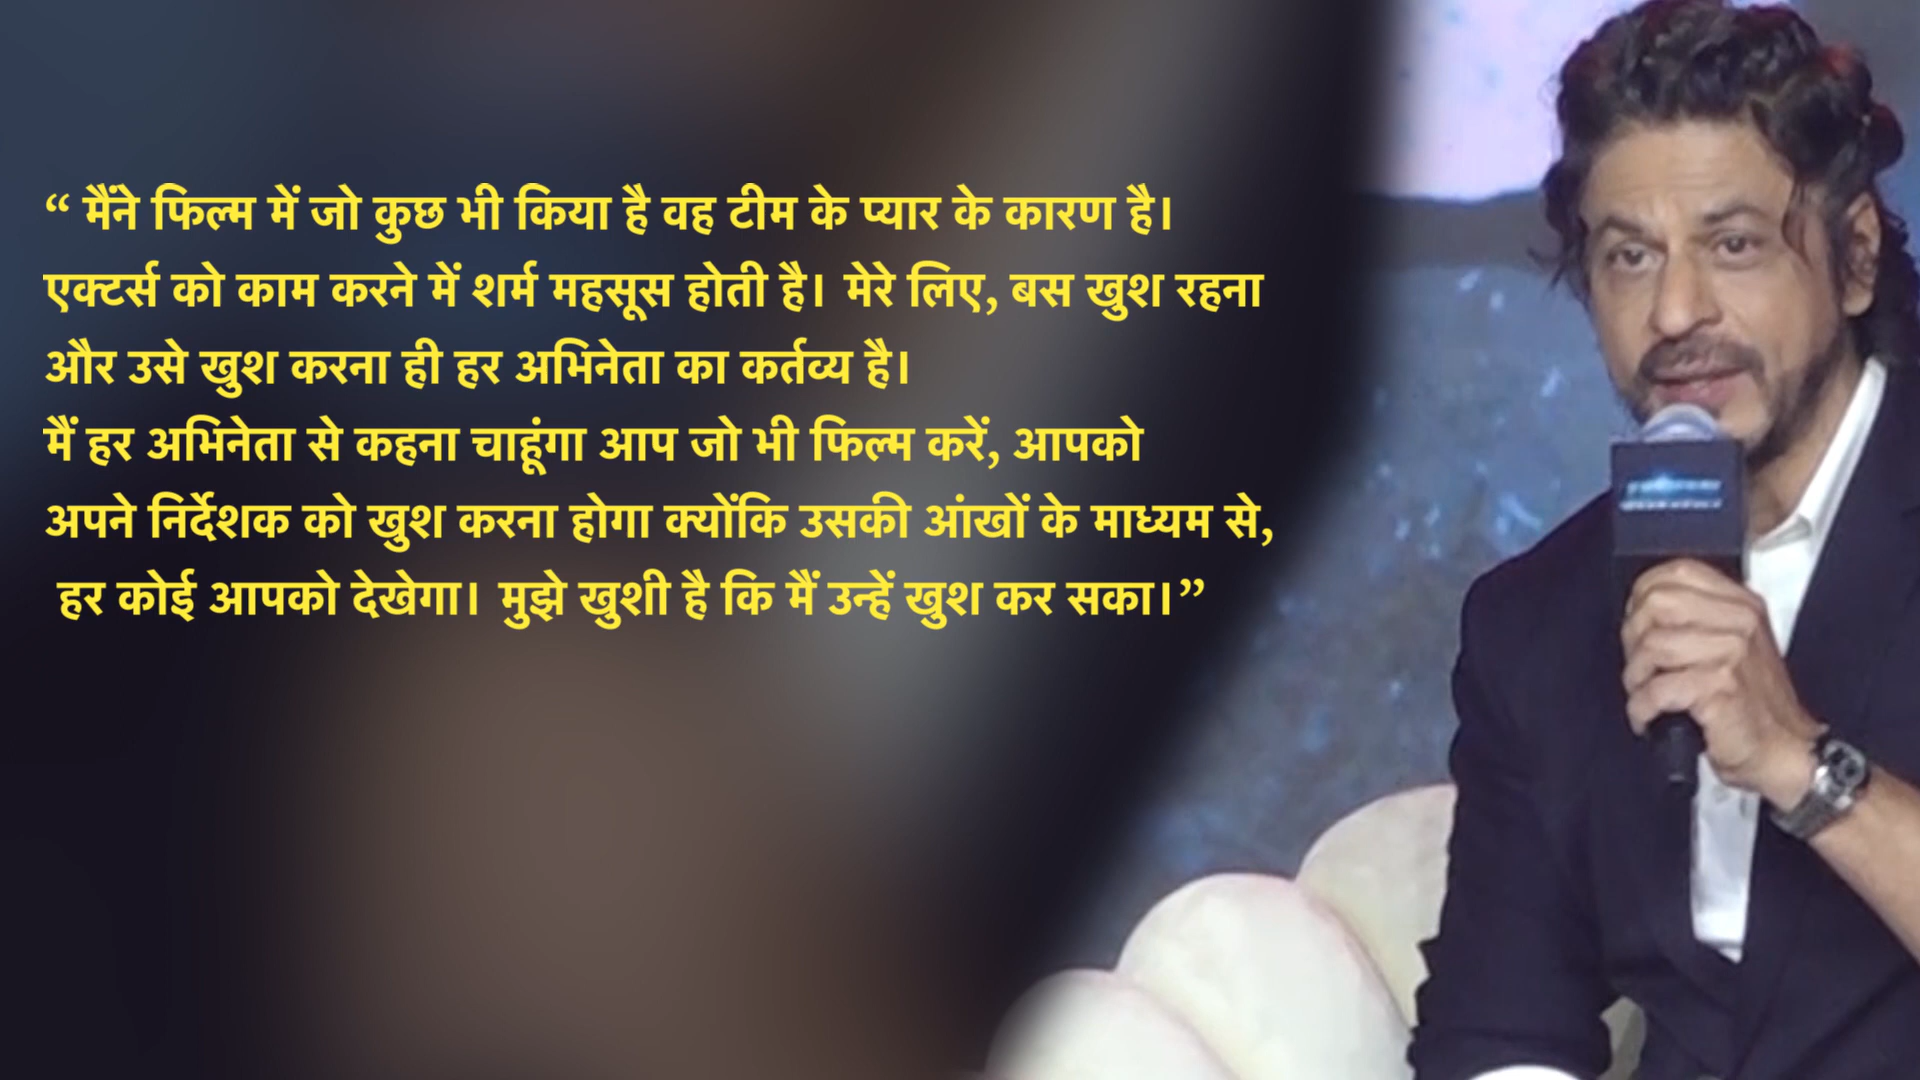 “ मैंने फिल्म में जो कुछ भी किया है वह टीम के प्यार के कारण है।
एक्टर्स को काम करने में शर्म महसूस होती है। मेरे लिए, बस खुश रहना
और उसे खुश करना ही हर अभिनेता का कर्तव्य है।
मैं हर अभिनेता से कहना चाहूंगा आप जो भी फिल्म करें, आपको
अपने निर्देशक को खुश करना होगा क्योंकि उसकी आंखों के माध्यम से,
हर कोई आपको देखेगा। मुझे खुशी है कि मैं उन्हें खुश कर सका।”